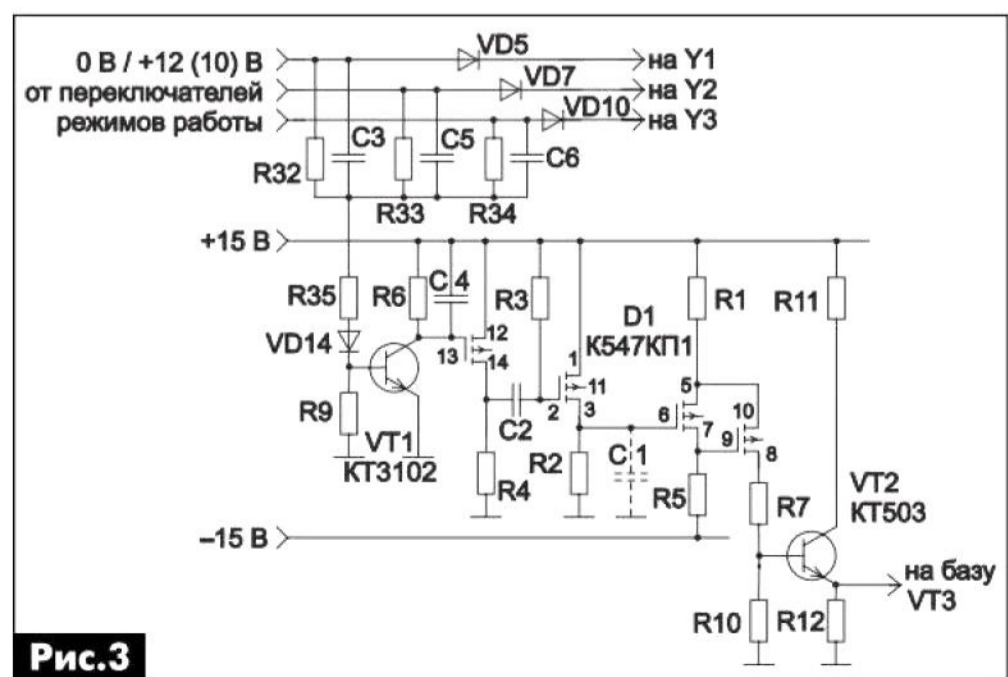 0 В / +12 (10) В
от переключателей
режимов работы
VD5
на Y1
VD7
на Y2
VD10
на Y3
C3
C5
C6
R32
R33
R34
+15 В
R35
R6
C 4
R3
R1
R11
D1
К547КП1
VD14
12
13
14
1
11
2
3
5
6
7
10
9
8
R9
VT1
КТ3102
C2
R4
R2
C 1
R5
R7
VT2
КТ503
–15 В
на базу
VT3
R10
R12
Рис.3